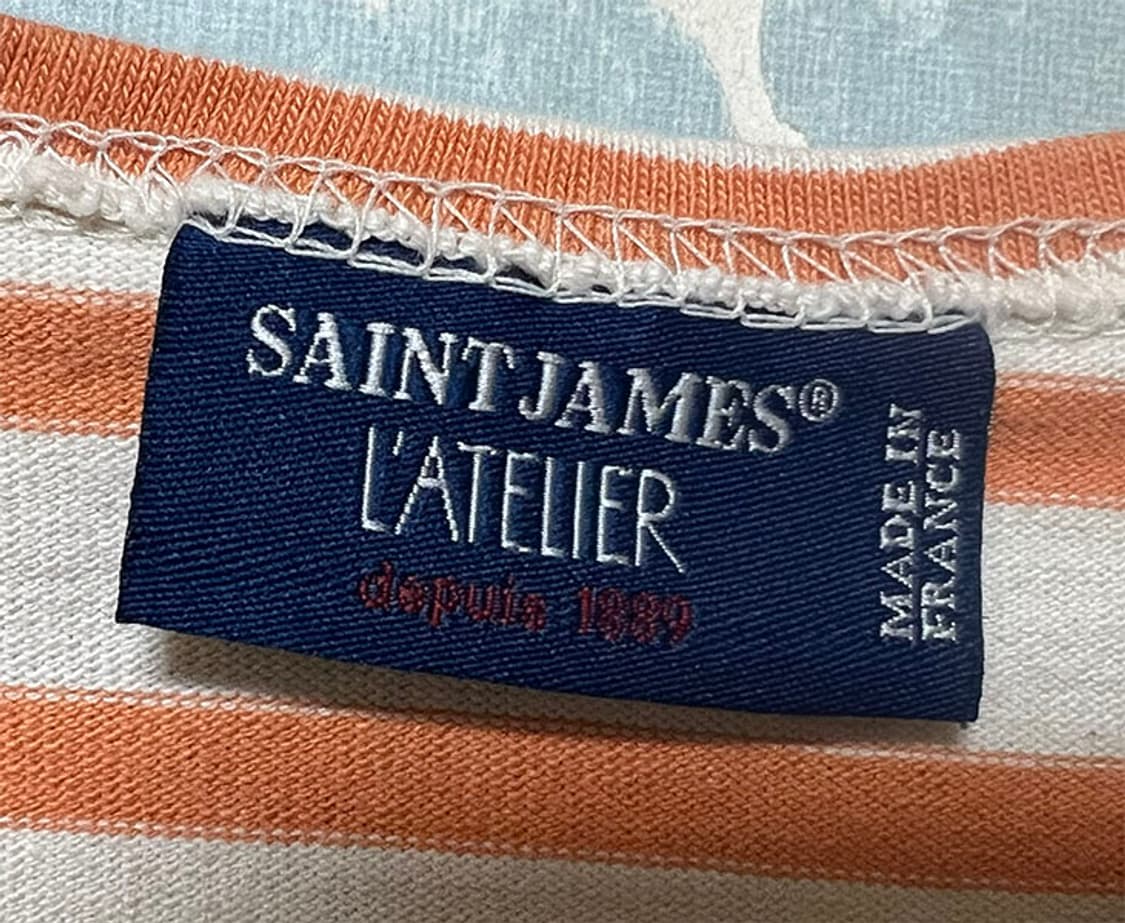 SAINT JAMES®
L'ATELIER
depuis 1889
MADE IN
FRANCE